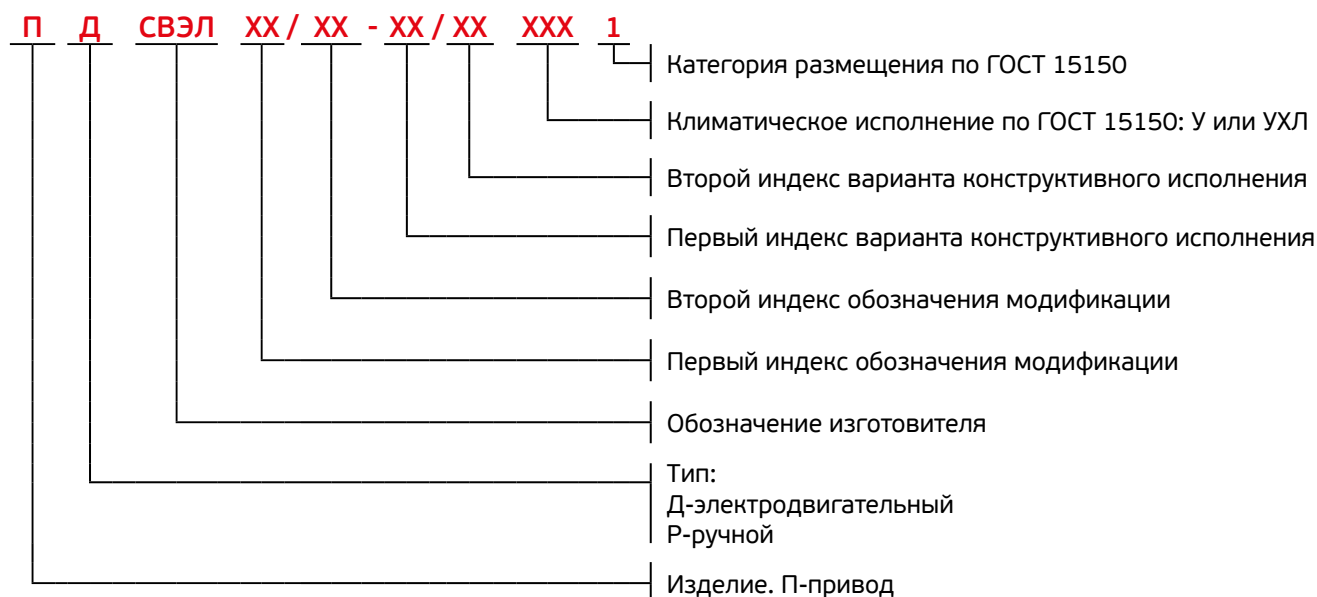 П Д СВЭЛ ХХ / ХХ - ХХ / ХХ ХХХ 1
Категория размещения по ГОСТ 15150
Климатическое исполнение по ГОСТ 15150: У или УХЛ
Второй индекс варианта конструктивного исполнения
Первый индекс варианта конструктивного исполнения
Второй индекс обозначения модификации
Первый индекс обозначения модификации
Обозначение изготовителя
Тип:
Д-электродвигательный
Р-ручной
Изделие. П-привод